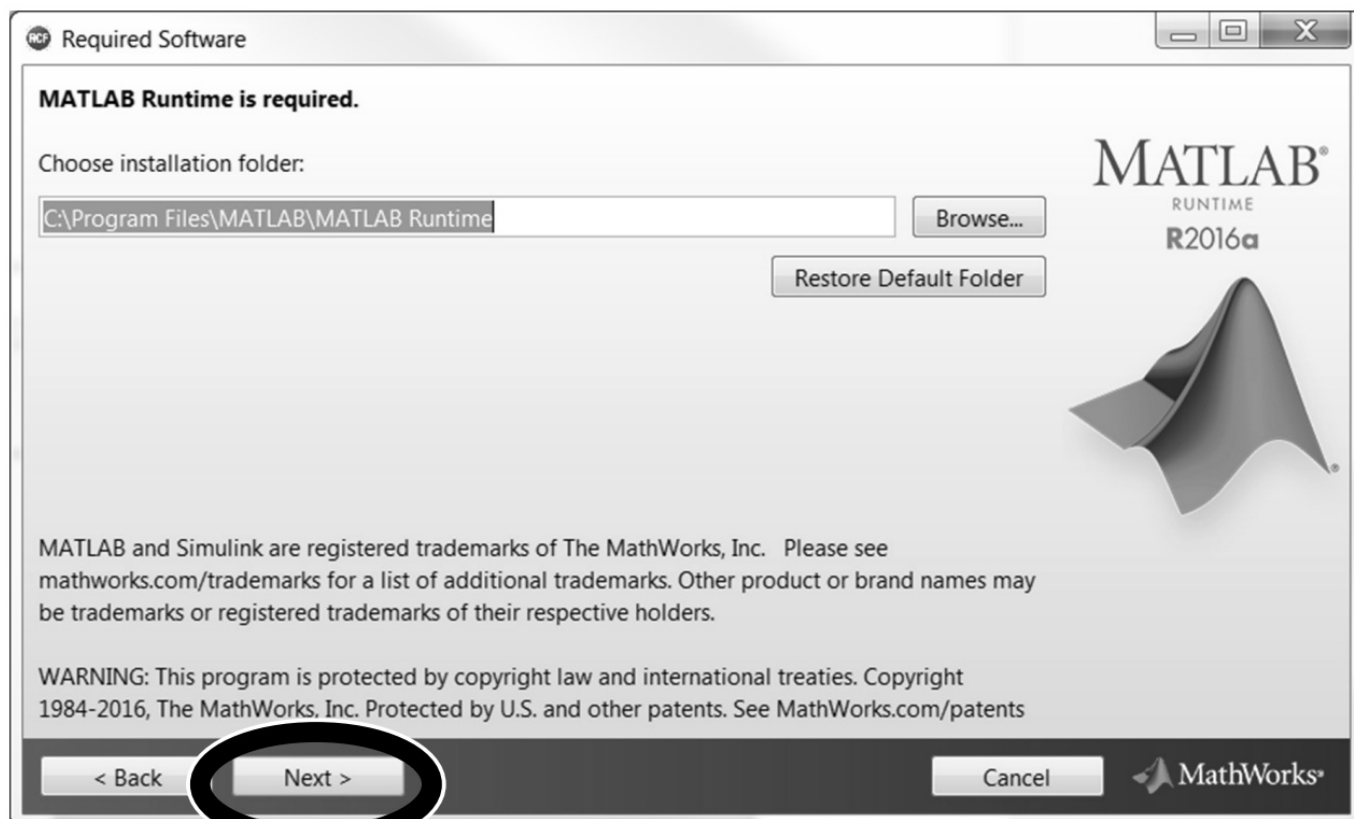 RCF Required Software
MATLAB Runtime is required.
Choose installation folder:
C:\Program Files\MATLAB\MATLAB Runtime
Browse...
Restore Default Folder
MATLAB®
RUNTIME
R2016a
®
MATLAB and Simulink are registered trademarks of The MathWorks, Inc.   Please see
mathworks.com/trademarks for a list of additional trademarks. Other product or brand names may
be trademarks or registered trademarks of their respective holders.
WARNING: This program is protected by copyright law and international treaties. Copyright
1984-2016, The MathWorks, Inc. Protected by U.S. and other patents. See MathWorks.com/patents
< Back
Next >
Cancel
MathWorks®